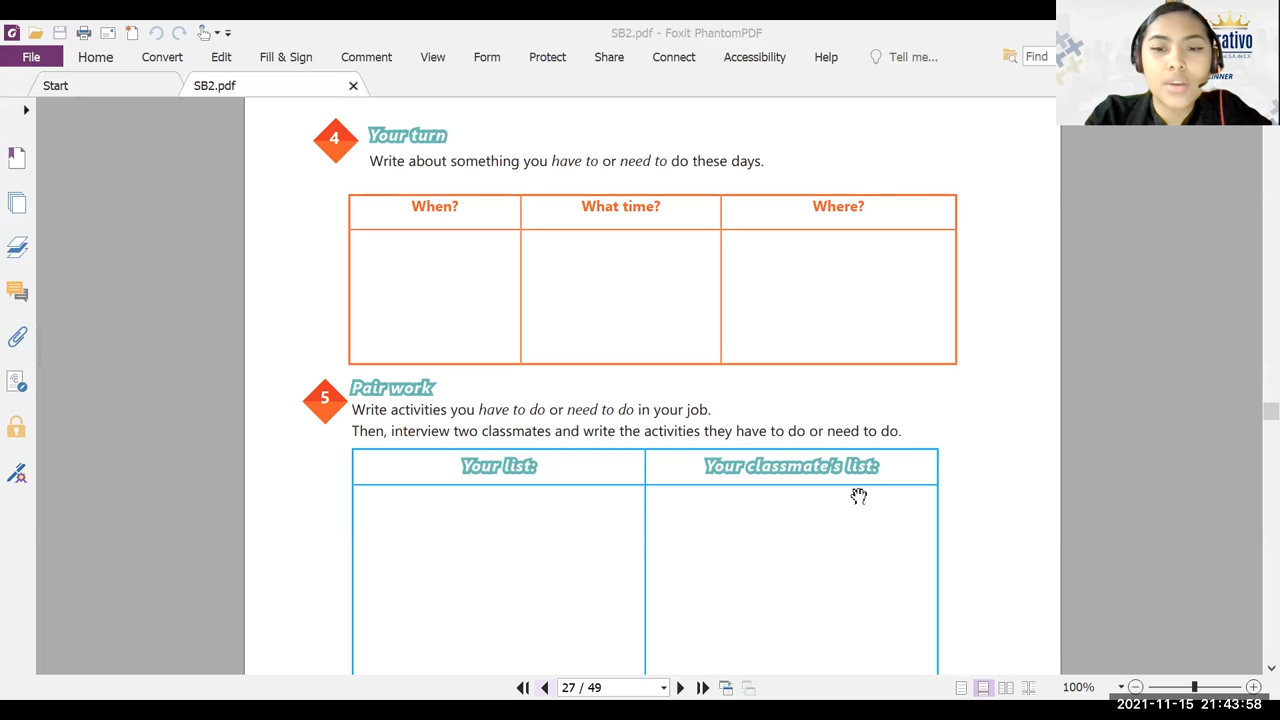 SB2.pdf - Foxit PhantomPDF
File Home Convert Edit Fill & Sign Comment View Form Protect Share Connect Accessibility Help Tell me... Find
Start SB2.pdf
4 Your turn
Write about something you have to or need to do these days.
When? What time? Where?
5 Pair work
Write activities you have to do or need to do in your job.
Then, interview two classmates and write the activities they have to do or need to do.
Your list: Your classmate's list:
27 / 49
100%
2021-11-15 21:43:58